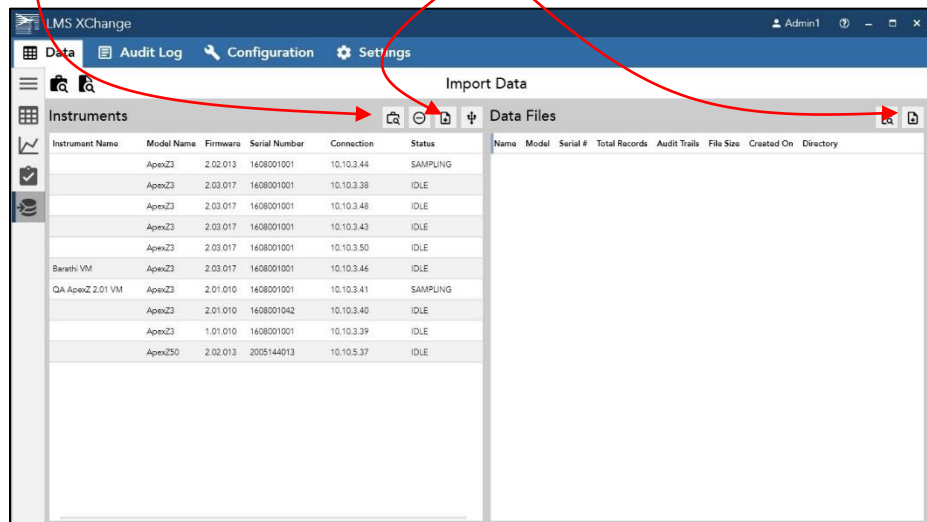 LMS XChange Admin1
Data Audit Log Configuration Settings
Import Data
Instruments Data Files
Instrument Name Model Name Firmware Serial Number Connection Status Name Model Serial # Total Records Audit Trails File Size Created On Directory
ApexZ3 2.02.013 1608001001 10.10.3.44 SAMPLING
ApexZ3 2.03.017 1608001001 10.10.3.38 IDLE
ApexZ3 2.03.017 1608001001 10.10.3.48 IDLE
ApexZ3 2.03.017 1608001001 10.10.3.43 IDLE
ApexZ3 2.03.017 1608001001 10.10.3.50 IDLE
Barathi VM ApexZ3 2.03.017 1608001001 10.10.3.46 IDLE
QA ApexZ 2.01 VM ApexZ3 2.01.010 1608001001 10.10.3.41 SAMPLING
ApexZ3 2.01.010 1608001042 10.10.3.40 IDLE
ApexZ3 1.01.010 1608001001 10.10.3.39 IDLE
ApexZ50 2.02.013 2005144013 10.10.5.37 IDLE